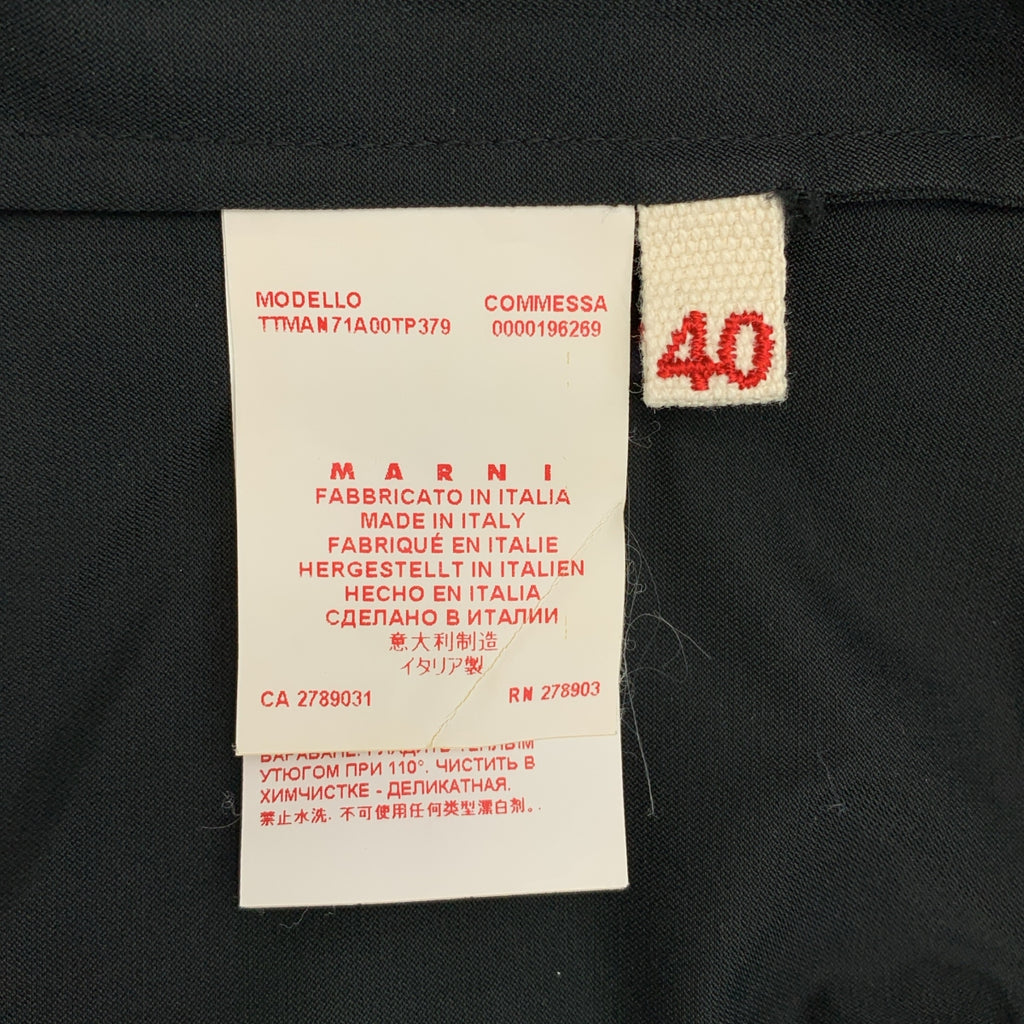 MODELLO COMMESSA
TTMAN71A00TP379 0000196269
40
MARNI
FABBRICATO IN ITALIA
MADE IN ITALY
FABRIQUÉ EN ITALIE
HERGESTELLT IN ITALIEN
HECHO EN ITALIA
СДЕЛАНО В ИТАЛИИ
意大利制造
イタリア製
CA 2789031 RN 278903
УТЮГОМ ПРИ 110°. ЧИСТИТЬ В
ХИМЧИСТКЕ - ДЕЛИКАТНАЯ.
禁止水洗. 不可使用任何类型漂白剂。.